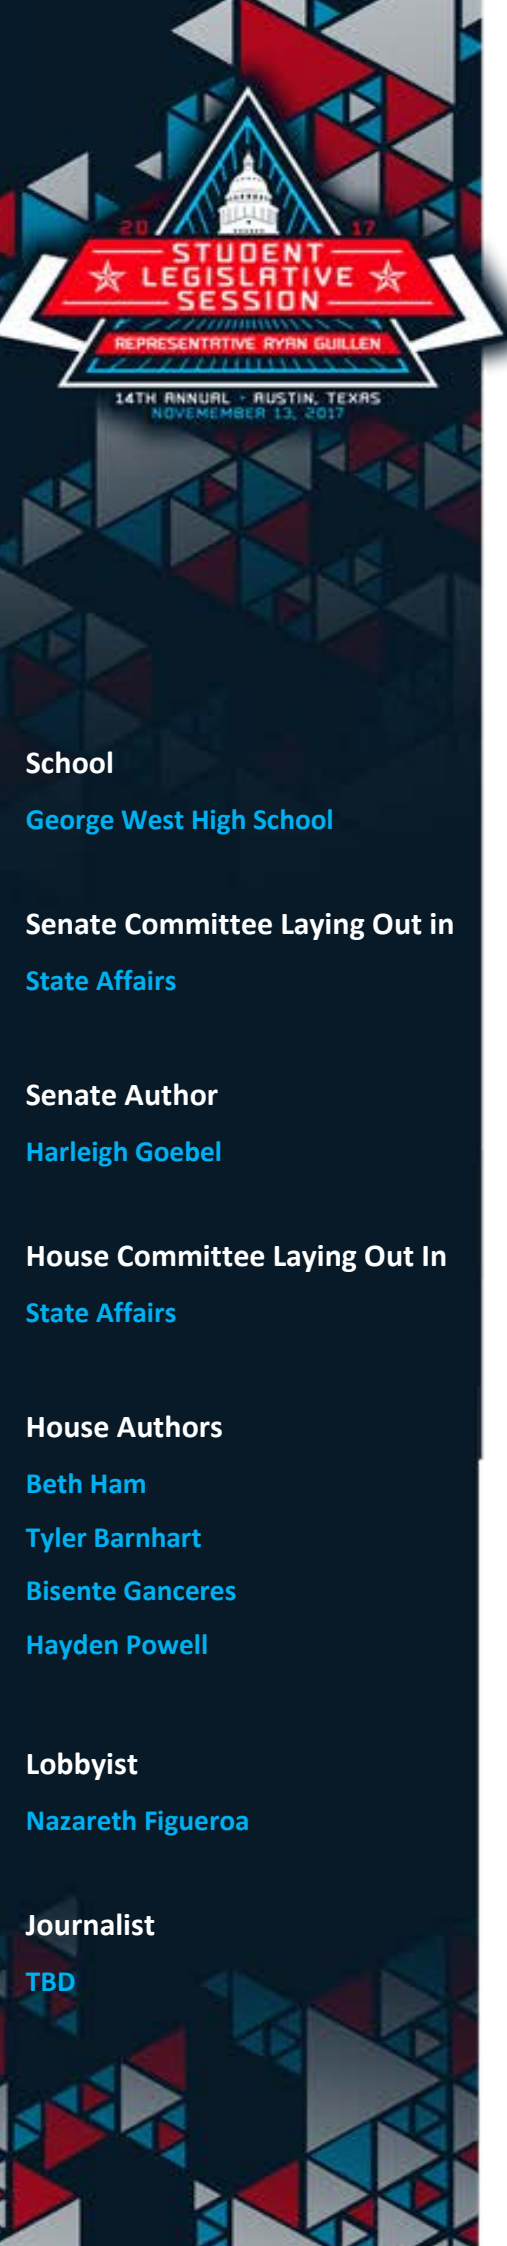 20 17
STUDENT
LEGISLATIVE
SESSION
REPRESENTATIVE RYAN GUILLEN
14TH ANNUAL - AUSTIN, TEXAS
NOVEMEMBER 13, 2017
School
George West High School
Senate Committee Laying Out in
State Affairs
Senate Author
Harleigh Goebel
House Committee Laying Out In
State Affairs
House Authors
Beth Ham
Tyler Barnhart
Bisente Ganceres
Hayden Powell
Lobbyist
Nazareth Figueroa
Journalist
TBD